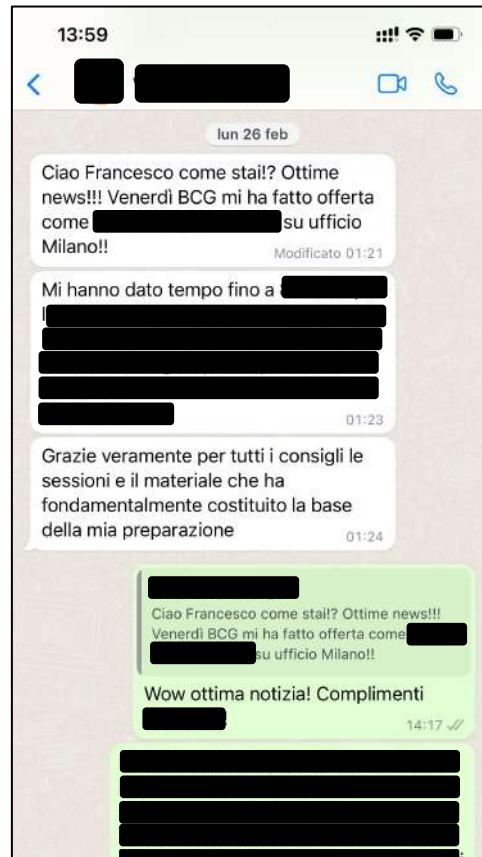 13:59
lun 26 feb
Ciao Francesco come stai!? Ottime
news!!! Venerdì BCG mi ha fatto offerta
come su ufficio
Milano!!
Modificato 01:21
Mi hanno dato tempo fino a
01:23
Grazie veramente per tutti i consigli le
sessioni e il materiale che ha
fondamentalmente costituito la base
della mia preparazione
01:24
Ciao Francesco come stai!? Ottime news!!!
Venerdì BCG mi ha fatto offerta come
su ufficio Milano!!
Wow ottima notizia! Complimenti
14:17